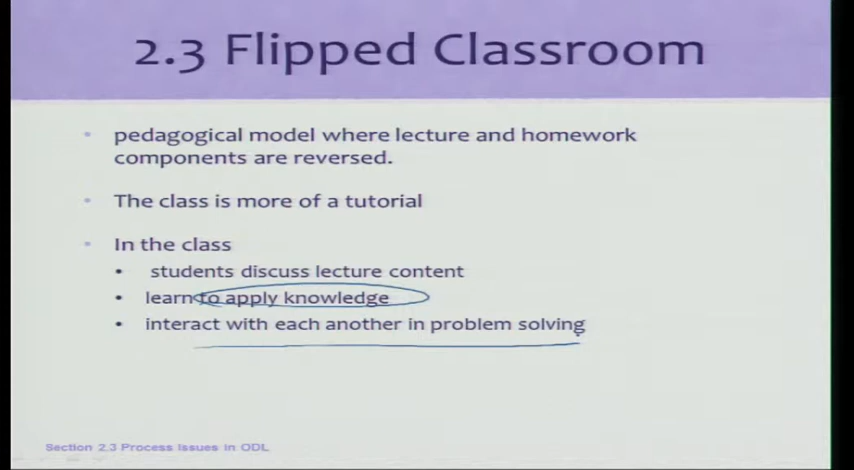 2.3 Flipped Classroom
• pedagogical model where lecture and homework
components are reversed.
• The class is more of a tutorial
• In the class
• students discuss lecture content
• learn to apply knowledge
• interact with each another in problem solving
Section 2.3 Process Issues in ODL